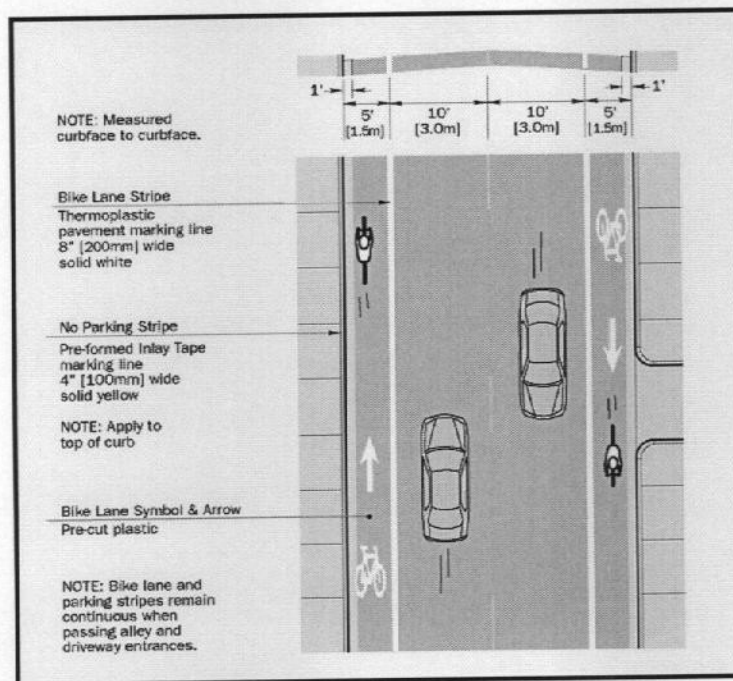 1'
1'
5'
10'
10'
5'
[1.5m]
[3.0m]
[3.0m]
[1.5m]
NOTE: Measured
curbface to curbface.
Bike Lane Stripe
Thermoplastic
pavement marking line
8" [200mm] wide
solid white
No Parking Stripe
Pre-formed Inlay Tape
marking line
4" [100mm] wide
solid yellow
NOTE: Apply to
top of curb
Bike Lane Symbol & Arrow
Pre-cut plastic
NOTE: Bike lane and
parking stripes remain
continuous when
passing alley and
driveway entrances.